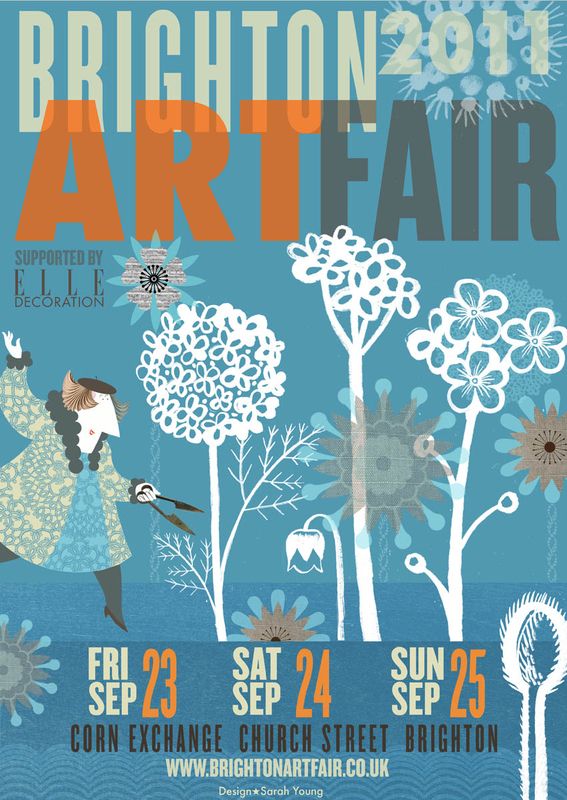 BRIGHTON 2011
ART FAIR
SUPPORTED BY
ELLE
DECORATION
FRI SEP 23
SAT SEP 24
SUN SEP 25
CORN EXCHANGE CHURCH STREET BRIGHTON
WWW.BRIGHTONARTFAIR.CO.UK
Design★Sarah Young